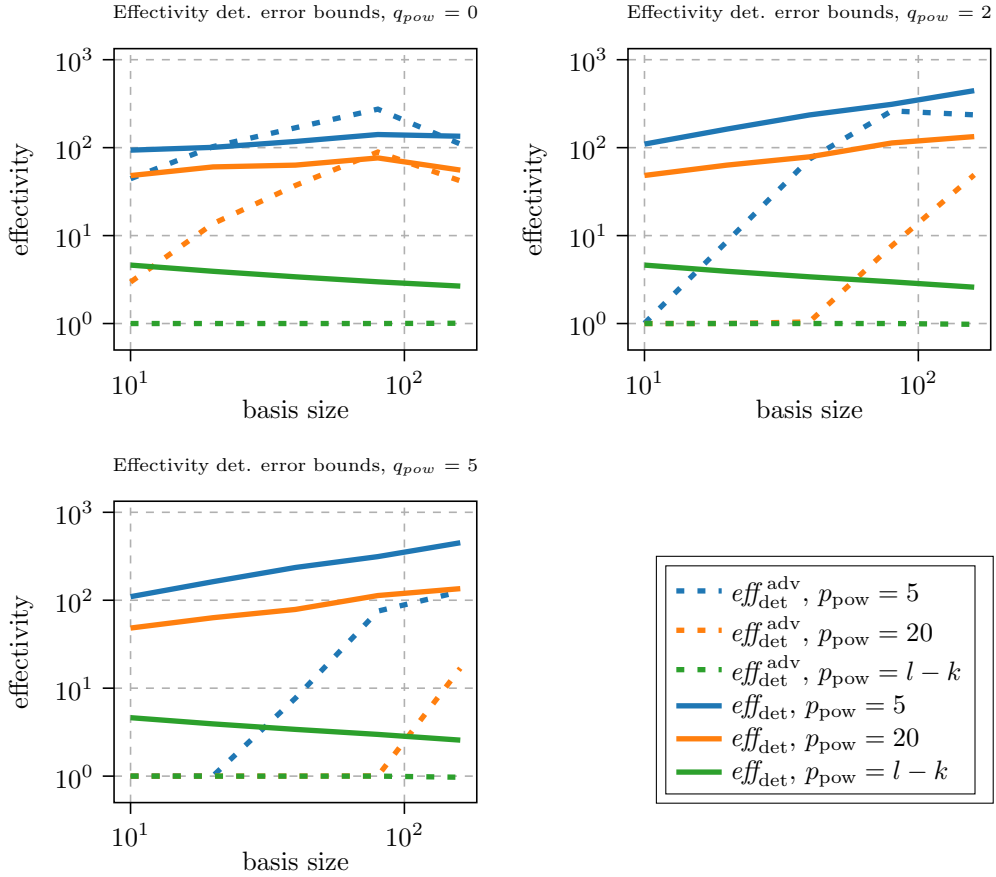 Effectivity det. error bounds, q_pow = 0
10^3
10^2
10^1
10^0
effectivity
10^1
10^2
basis size
Effectivity det. error bounds, q_pow = 2
10^3
10^2
10^1
10^0
effectivity
10^1
10^2
basis size
Effectivity det. error bounds, q_pow = 5
10^3
10^2
10^1
10^0
effectivity
10^1
10^2
basis size
eff_det^adv, p_pow = 5
eff_det^adv, p_pow = 20
eff_det^adv, p_pow = l − k
eff_det, p_pow = 5
eff_det, p_pow = 20
eff_det, p_pow = l − k